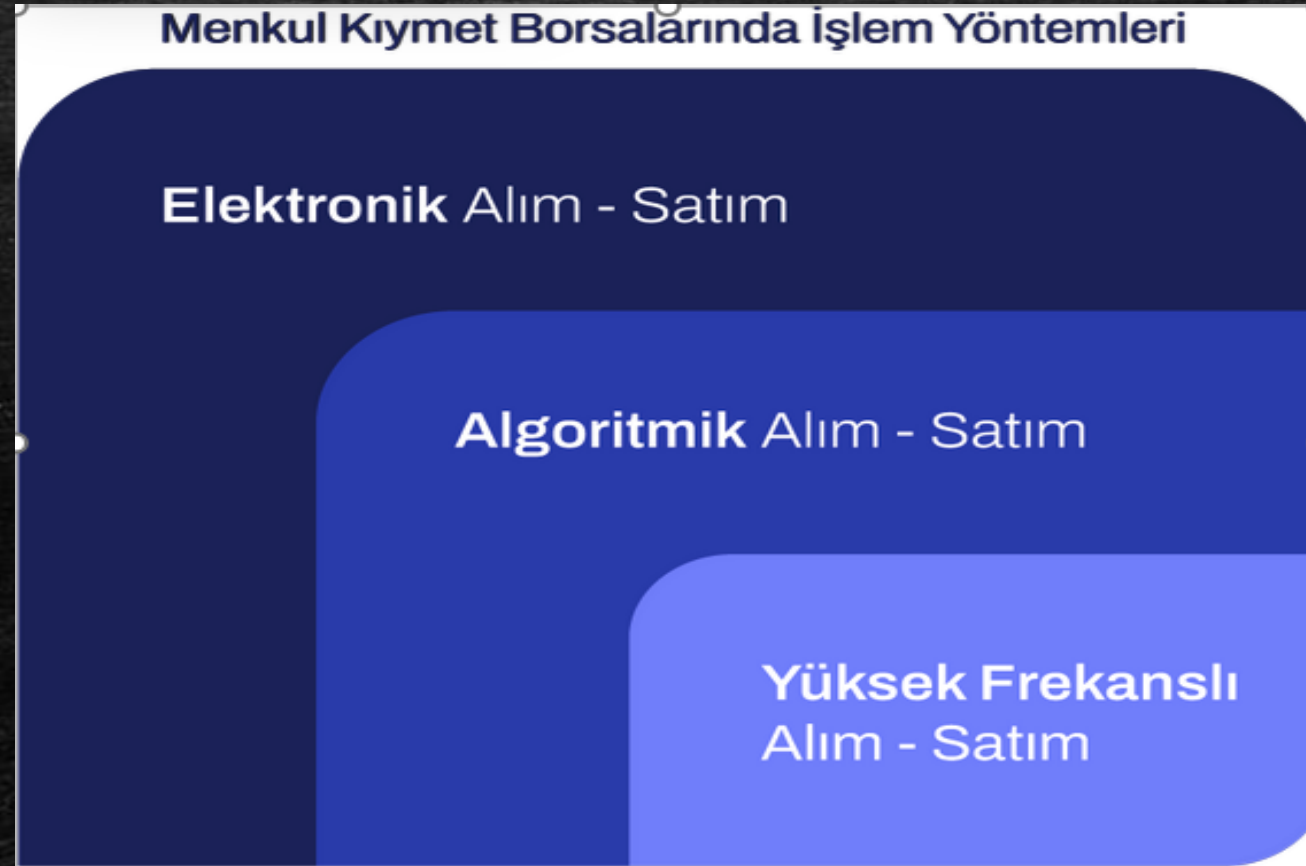 Menkul Kıymet Borsalarında İşlem Yöntemleri
Elektronik Alım - Satım
Algoritmik Alım - Satım
Yüksek Frekanslı
Alım - Satım